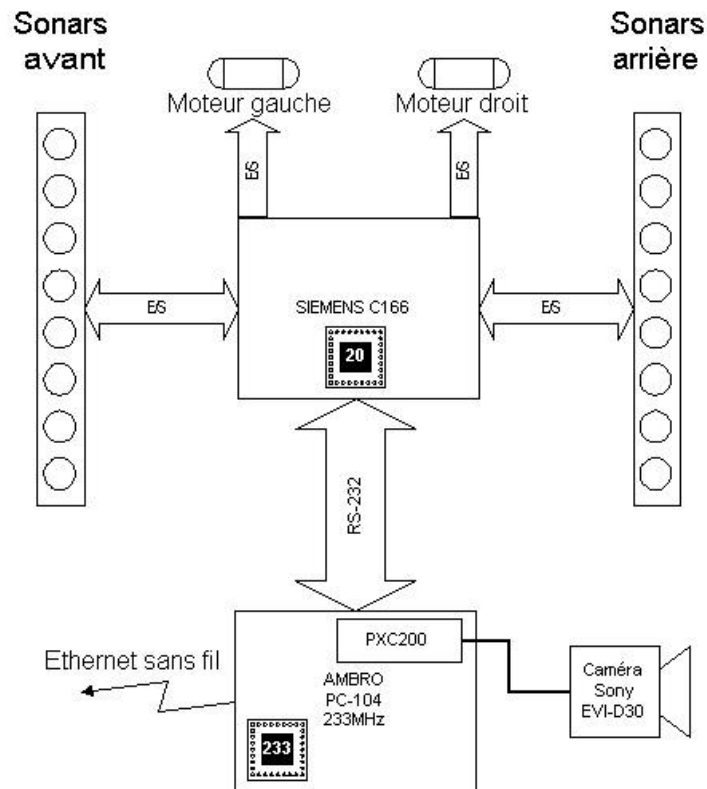 Sonars
avant
Sonars
arrière
Moteur gauche
Moteur droit
E/S
E/S
E/S
E/S
SIEMENS C166
20
RS-232
PXC200
Ethernet sans fil
AMBRO
PC-104
233MHz
233
Caméra
Sony
EVI-D30